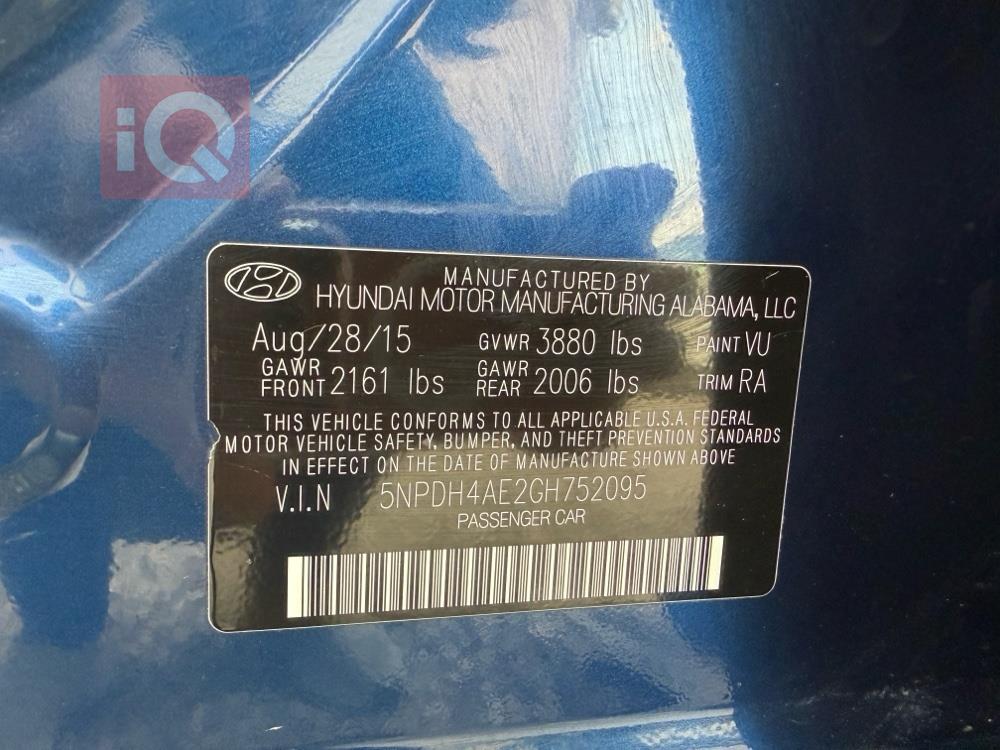 iQ
MANUFACTURED BY
HYUNDAI MOTOR MANUFACTURING ALABAMA, LLC
Aug/28/15 GVWR 3880 lbs PAINT VU
GAWR FRONT 2161 lbs GAWR REAR 2006 lbs TRIM RA
THIS VEHICLE CONFORMS TO ALL APPLICABLE U.S.A. FEDERAL
MOTOR VEHICLE SAFETY, BUMPER, AND THEFT PREVENTION STANDARDS
IN EFFECT ON THE DATE OF MANUFACTURE SHOWN ABOVE
V.I.N 5NPDH4AE2GH752095
PASSENGER CAR